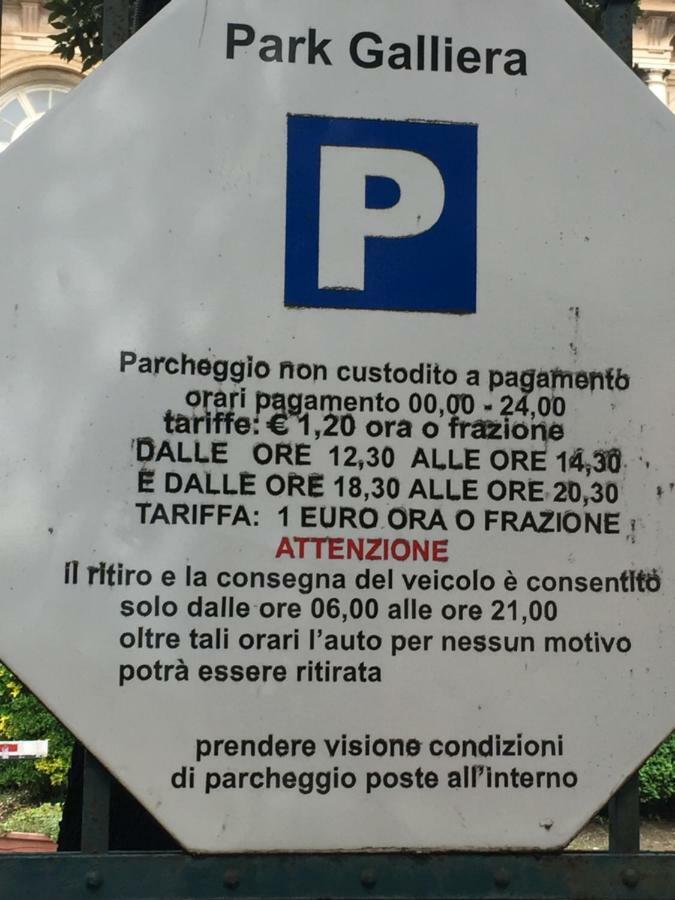 Park Galliera
P
Parcheggio non custodito a pagamento
orari pagamento 00,00 - 24,00
tariffe: € 1,20 ora o frazione
DALLE ORE 12,30 ALLE ORE 14,30
E DALLE ORE 18,30 ALLE ORE 20,30
TARIFFA: 1 EURO ORA O FRAZIONE
ATTENZIONE
il ritiro e la consegna del veicolo è consentito
solo dalle ore 06,00 alle ore 21,00
oltre tali orari l'auto per nessun motivo
potrà essere ritirata
prendere visione condizioni
di parcheggio poste all'interno